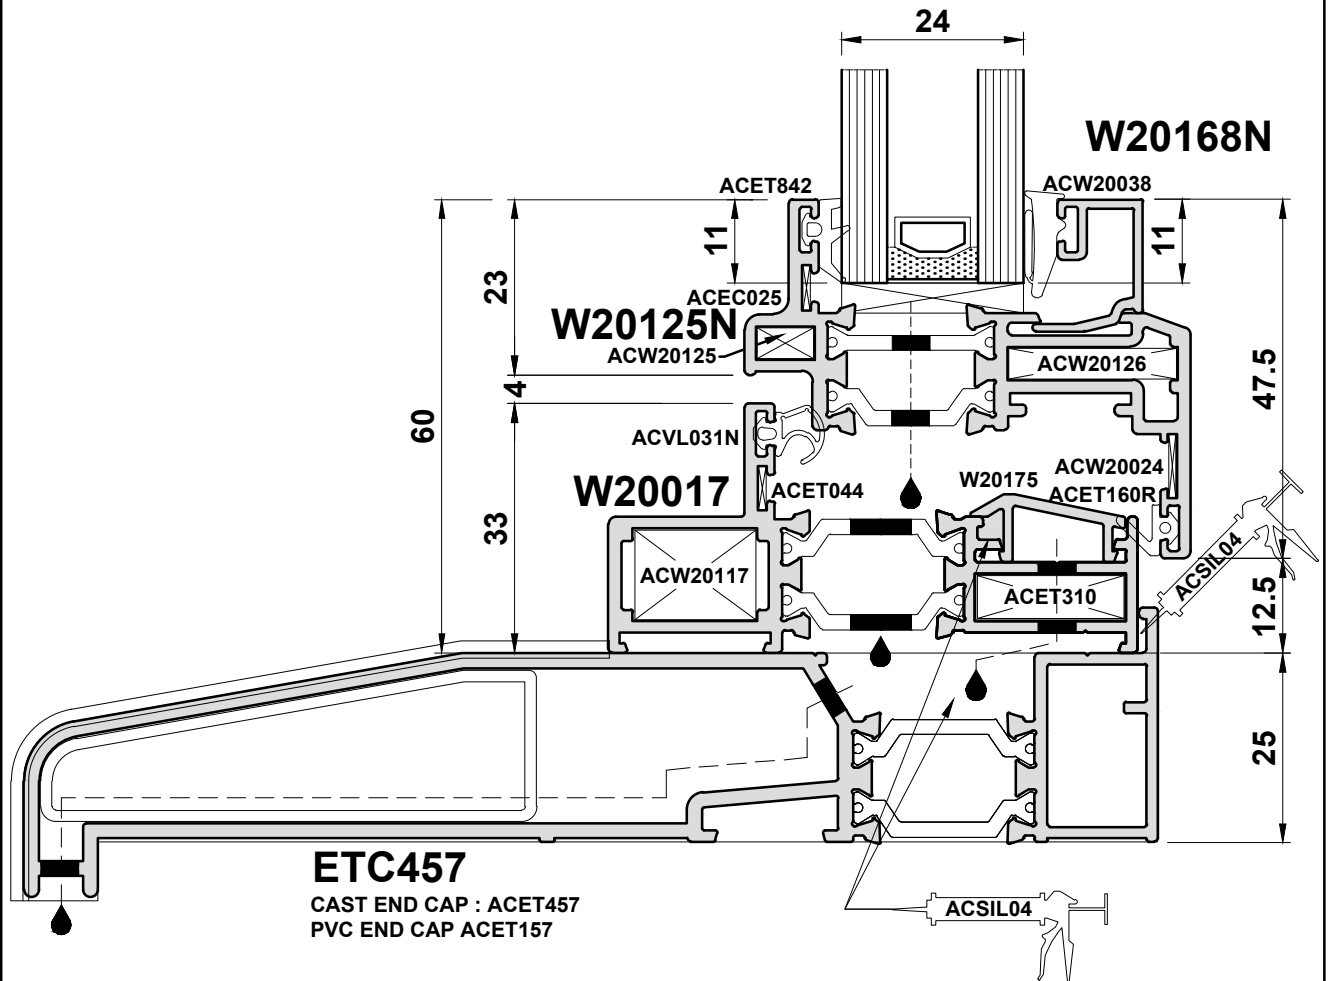 24
W20168N
ACET842
ACW20038
11
11
23
ACEC025
W20125N
ACW20125
ACW20126
47.5
4
60
ACVL031N
W20017
ACET044
W20175
ACW20024
ACET160R
33
ACSIL04
ACW20117
ACET310
12.5
25
ETC457
CAST END CAP : ACET457
PVC END CAP ACET157
ACSIL04